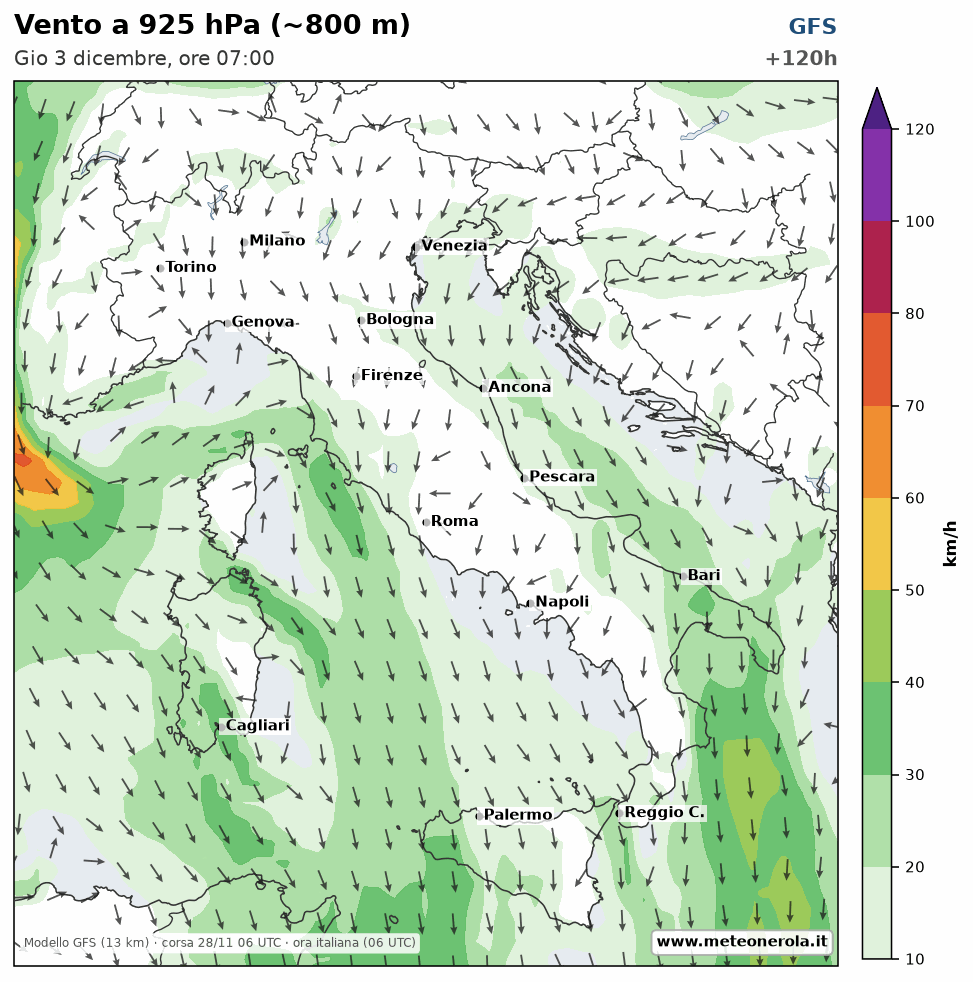 Vento a 925 hPa (~800 m)
GFS
Gio 3 dicembre, ore 07:00
+120h
120
100
80
70
60
50
40
30
20
10
km/h
Milano
Venezia
Torino
Genova
Bologna
Firenze
Ancona
Pescara
Roma
Bari
Napoli
Cagliari
Palermo
Reggio C.
Modello GFS (13 km) · corsa 28/11 06 UTC · ora italiana (06 UTC)
www.meteonerola.it